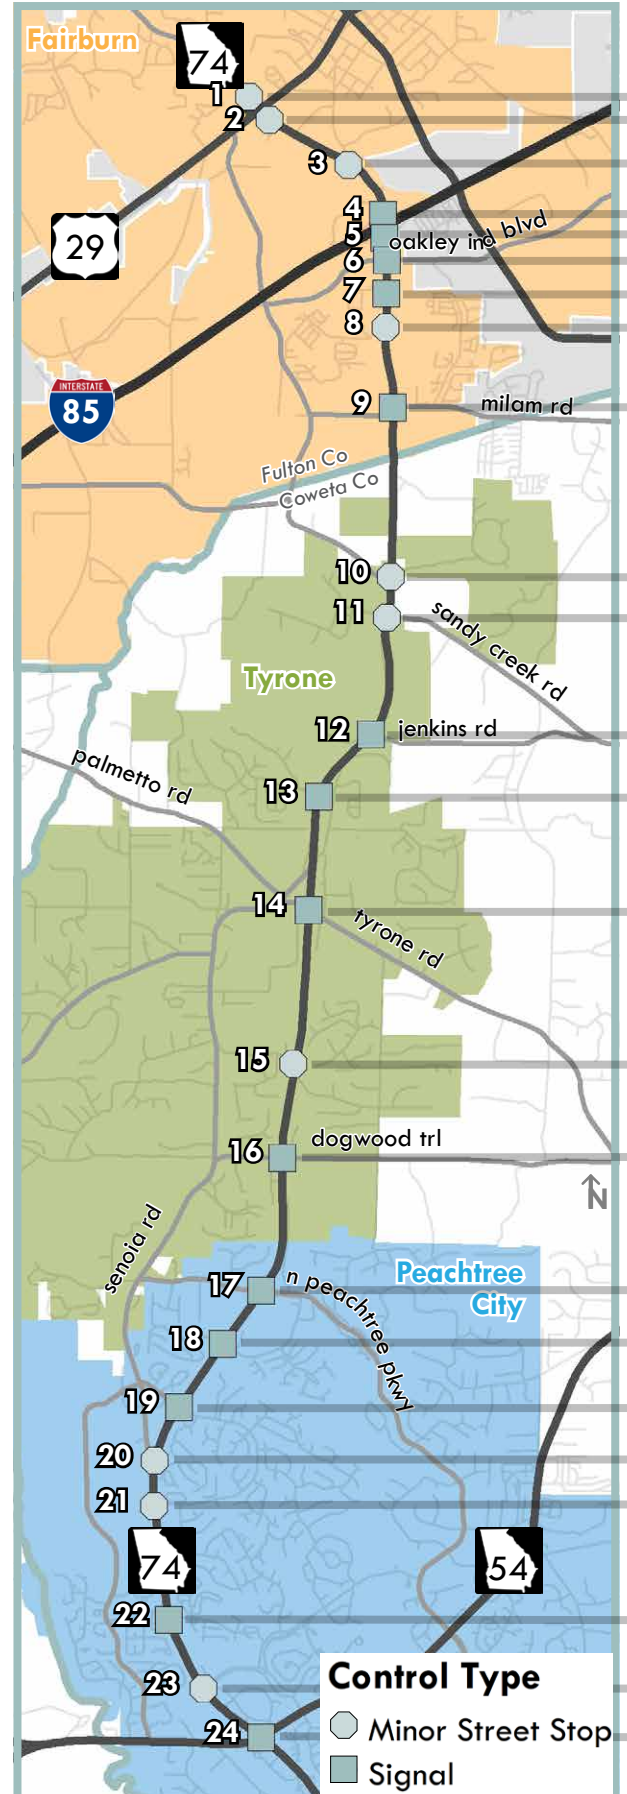 Fairburn
74
1
2
3
29
4
5
oakley ind blvd
6
7
8
INTERSTATE
85
9
milam rd
Fulton Co
Coweta Co
10
11
sandy creek rd
Tyrone
12
jenkins rd
palmetto rd
13
14
tyrone rd
15
16
dogwood trl
N
senoia rd
17
n peachtree pkwy
Peachtree
City
18
19
20
21
74
54
22
23
24
Control Type
Minor Street Stop
Signal